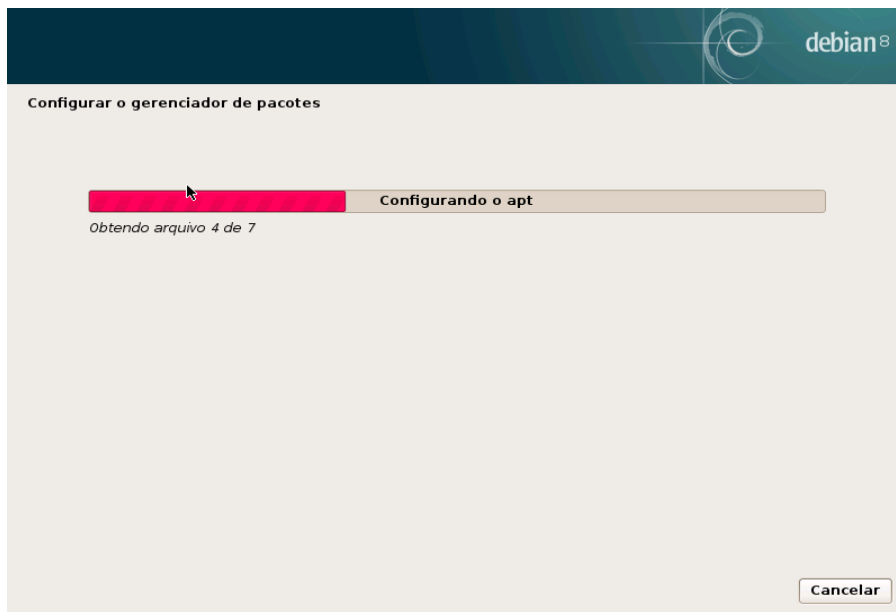 debian 8
Configurar o gerenciador de pacotes
Configurando o apt
Obtendo arquivo 4 de 7
Cancelar